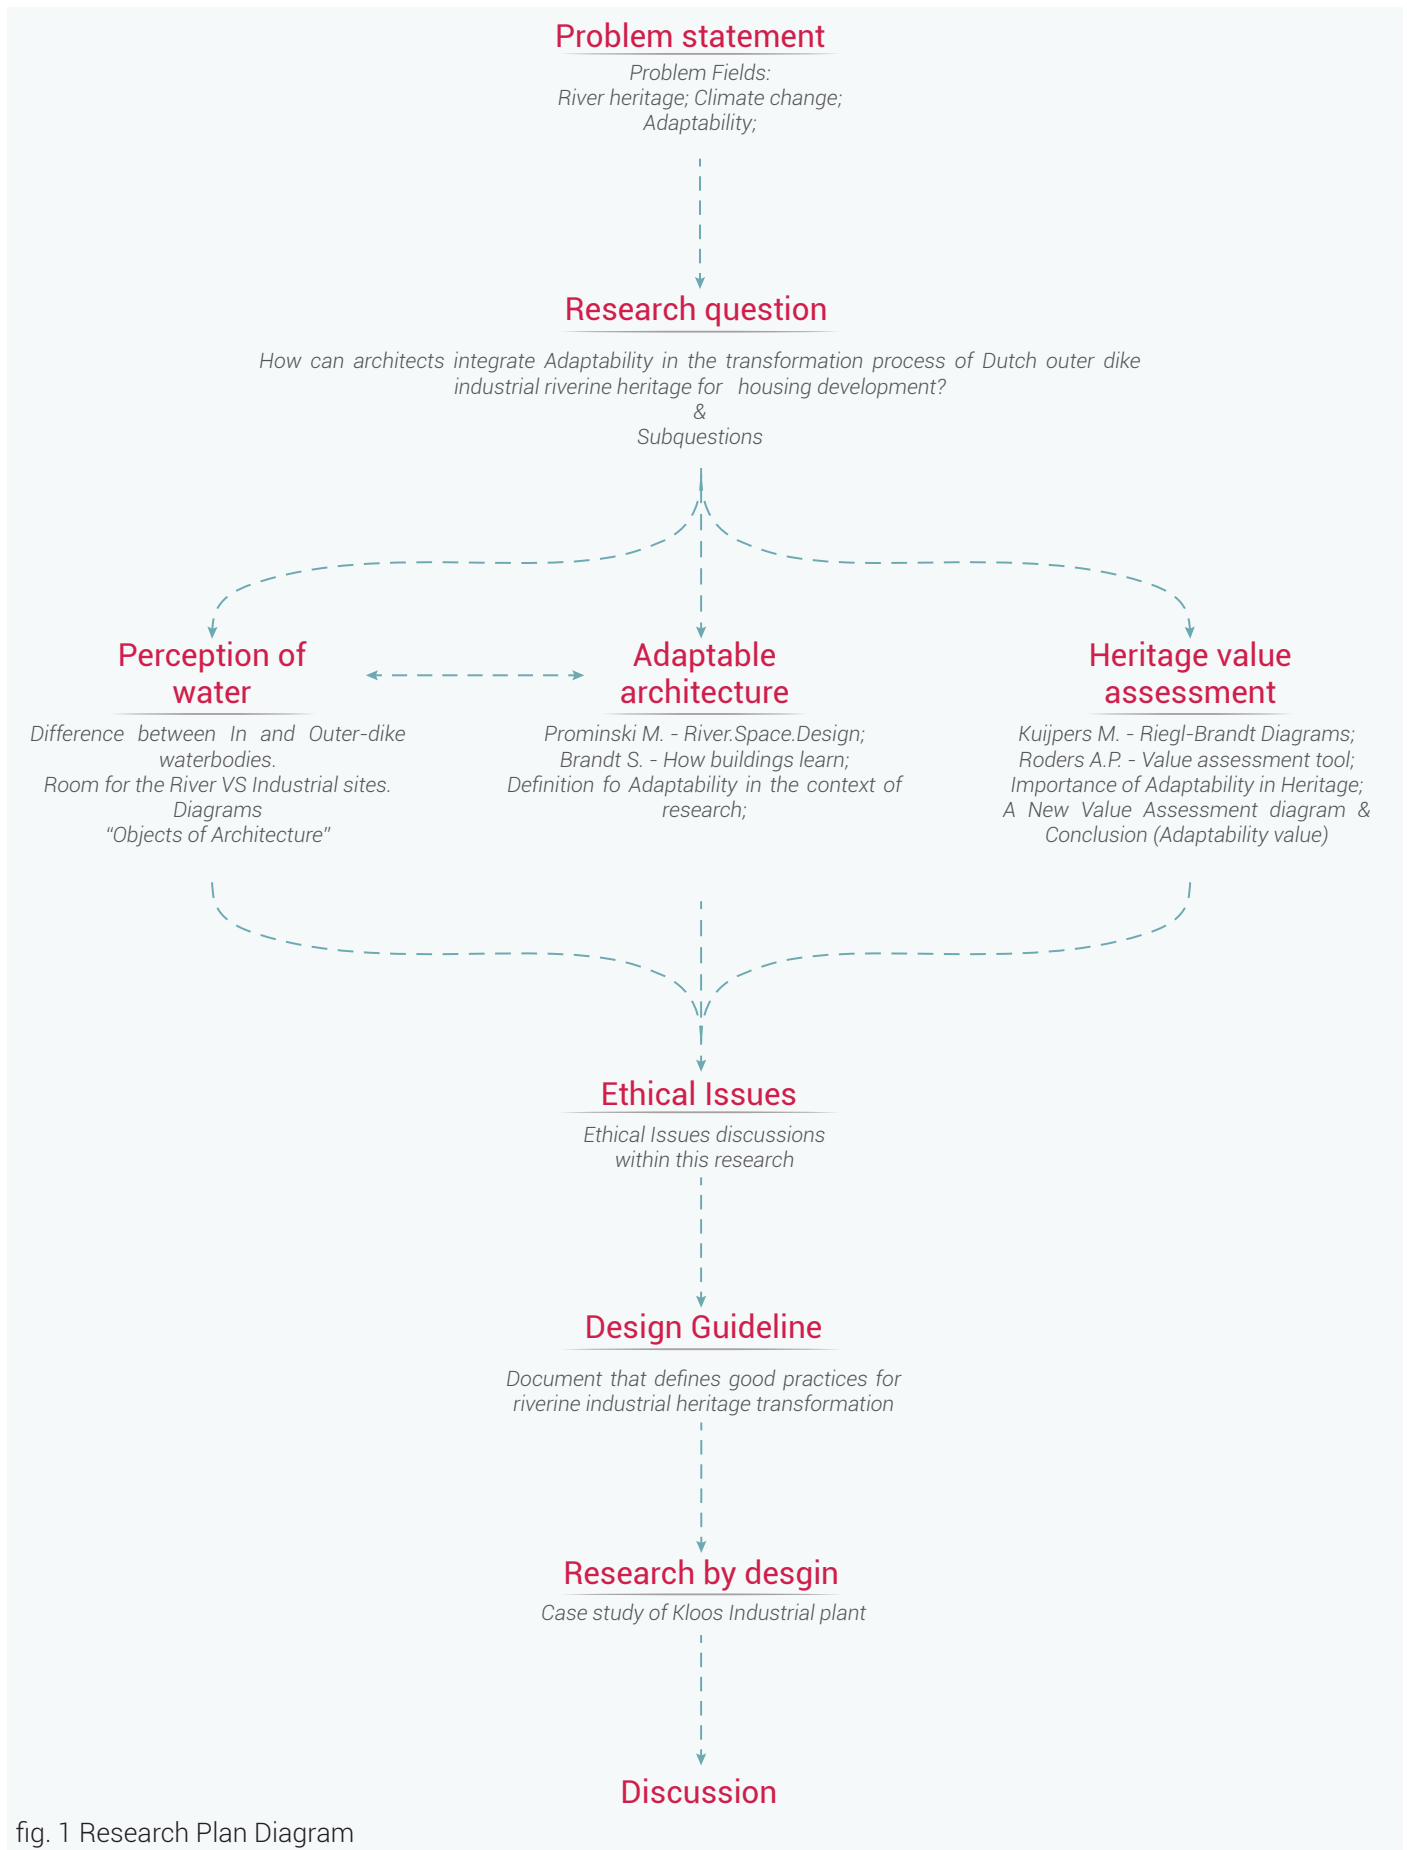 Problem statement
Problem Fields:
River heritage; Climate change;
Adaptability;
Research question
How can architects integrate Adaptability in the transformation process of Dutch outer dike
industrial riverine heritage for housing development?
&
Subquestions
Perception of
water
Difference between In and Outer-dike
waterbodies.
Room for the River VS Industrial sites.
Diagrams
“Objects of Architecture”
Adaptable
architecture
Prominski M. - River.Space.Design;
Brandt S. - How buildings learn;
Definition fo Adaptability in the context of
research;
Heritage value
assessment
Kuijpers M. - Riegl-Brandt Diagrams;
Roders A.P. - Value assessment tool;
Importance of Adaptability in Heritage;
A New Value Assessment diagram &
Conclusion (Adaptability value)
Ethical Issues
Ethical Issues discussions
within this research
Design Guideline
Document that defines good practices for
riverine industrial heritage transformation
Research by desgin
Case study of Kloos Industrial plant
Discussion
fig. 1 Research Plan Diagram